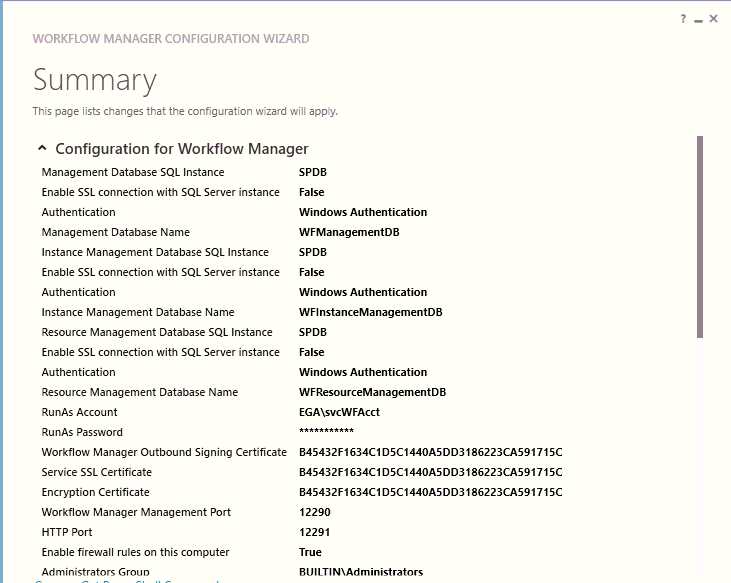 ? – ×
WORKFLOW MANAGER CONFIGURATION WIZARD
Summary
This page lists changes that the configuration wizard will apply.
Configuration for Workflow Manager
Management Database SQL Instance SPDB
Enable SSL connection with SQL Server instance False
Authentication Windows Authentication
Management Database Name WFManagementDB
Instance Management Database SQL Instance SPDB
Enable SSL connection with SQL Server instance False
Authentication Windows Authentication
Instance Management Database Name WFInstanceManagementDB
Resource Management Database SQL Instance SPDB
Enable SSL connection with SQL Server instance False
Authentication Windows Authentication
Resource Management Database Name WFResourceManagementDB
RunAs Account EGA\svcWFAcct
RunAs Password ***********
Workflow Manager Outbound Signing Certificate B45432F1634C1D5C1440A5DD3186223CA591715C
Service SSL Certificate B45432F1634C1D5C1440A5DD3186223CA591715C
Encryption Certificate B45432F1634C1D5C1440A5DD3186223CA591715C
Workflow Manager Management Port 12290
HTTP Port 12291
Enable firewall rules on this computer True
Administrators Group BUILTIN\Administrators